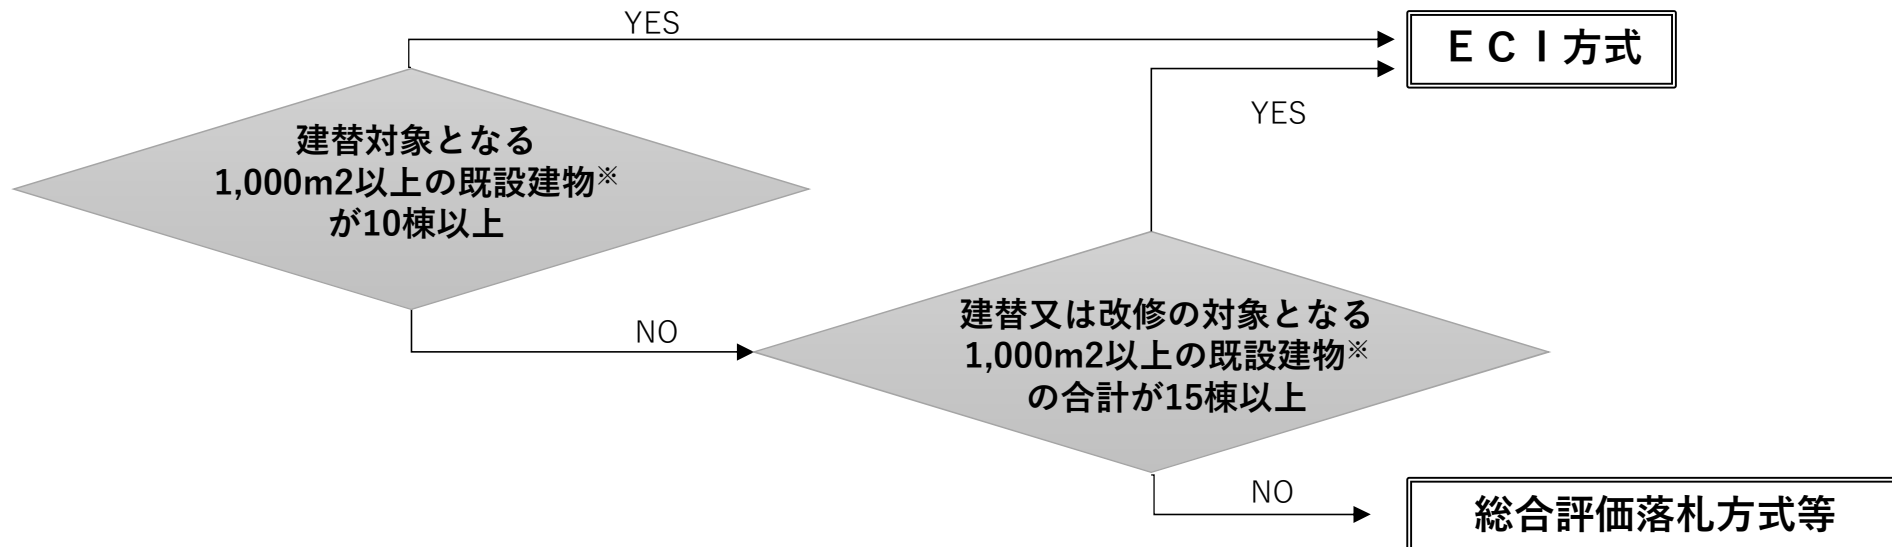 YES
ＥＣＩ方式
YES
建替対象となる
1,000m2以上の既設建物※
が10棟以上
NO
建替又は改修の対象となる
1,000m2以上の既設建物※
の合計が15棟以上
NO
総合評価落札方式等